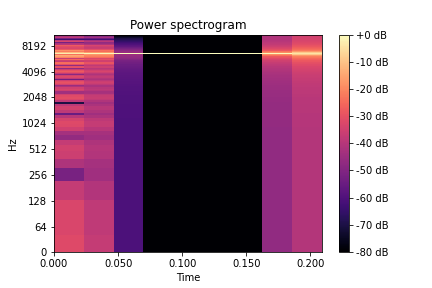 Power spectrogram
8192
4096
2048
1024
512
256
128
64
0
Hz
0.000 0.050 0.100 0.150 0.200
Time
+0 dB
-10 dB
-20 dB
-30 dB
-40 dB
-50 dB
-60 dB
-70 dB
-80 dB